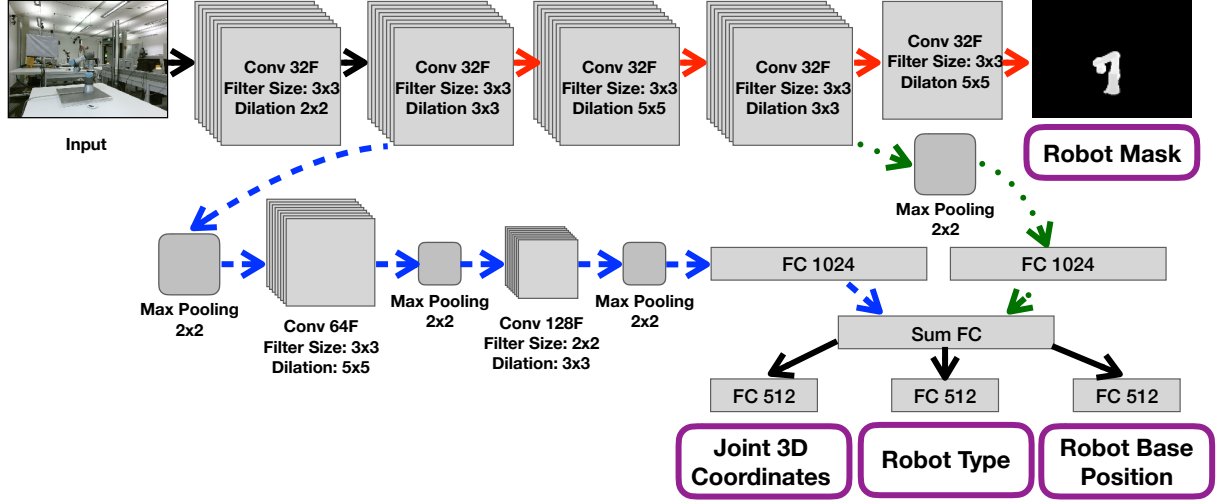 Conv 32F
Filter Size: 3x3
Dilation 2x2
Conv 32F
Filter Size: 3x3
Dilation 3x3
Conv 32F
Filter Size: 3x3
Dilation 5x5
Conv 32F
Filter Size: 3x3
Dilation 3x3
Conv 32F
Filter Size: 3x3
Dilaton 5x5
Input
Robot Mask
Max Pooling
2x2
Max Pooling
2x2
Conv 64F
Filter Size: 3x3
Dilation: 5x5
Max Pooling
2x2
Conv 128F
Filter Size: 2x2
Dilation: 3x3
Max Pooling
2x2
FC 1024
FC 1024
Sum FC
FC 512
FC 512
FC 512
Joint 3D
Coordinates
Robot Type
Robot Base
Position